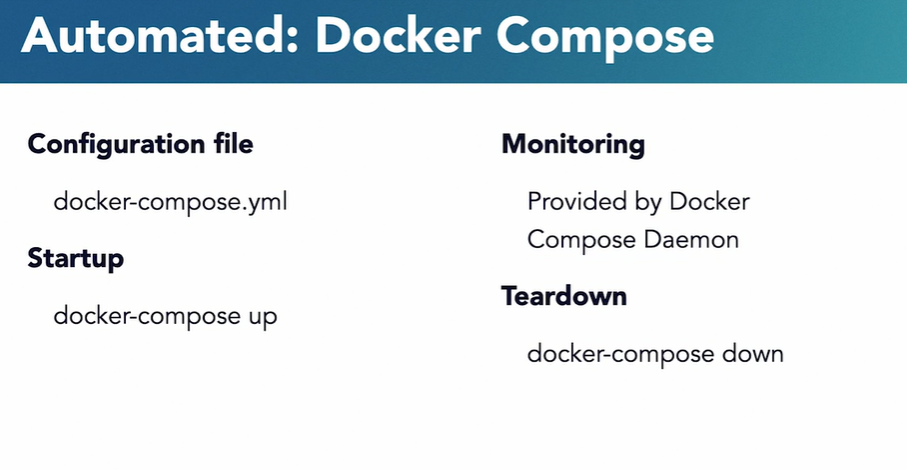 Automated: Docker Compose
Configuration file
docker-compose.yml
Startup
docker-compose up
Monitoring
Provided by Docker
Compose Daemon
Teardown
docker-compose down